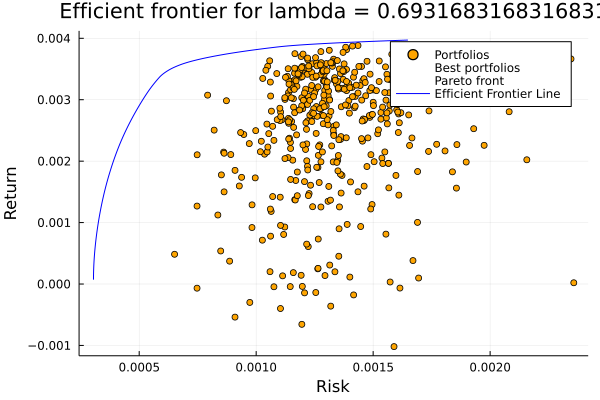 Efficient frontier for lambda = 0.6931683168316831
0.004
0.003
0.002
0.001
0.000
−0.001
Return
Portfolios
Best portfolios
Pareto front
Efficient Frontier Line
0.0005 0.0010 0.0015 0.0020
Risk